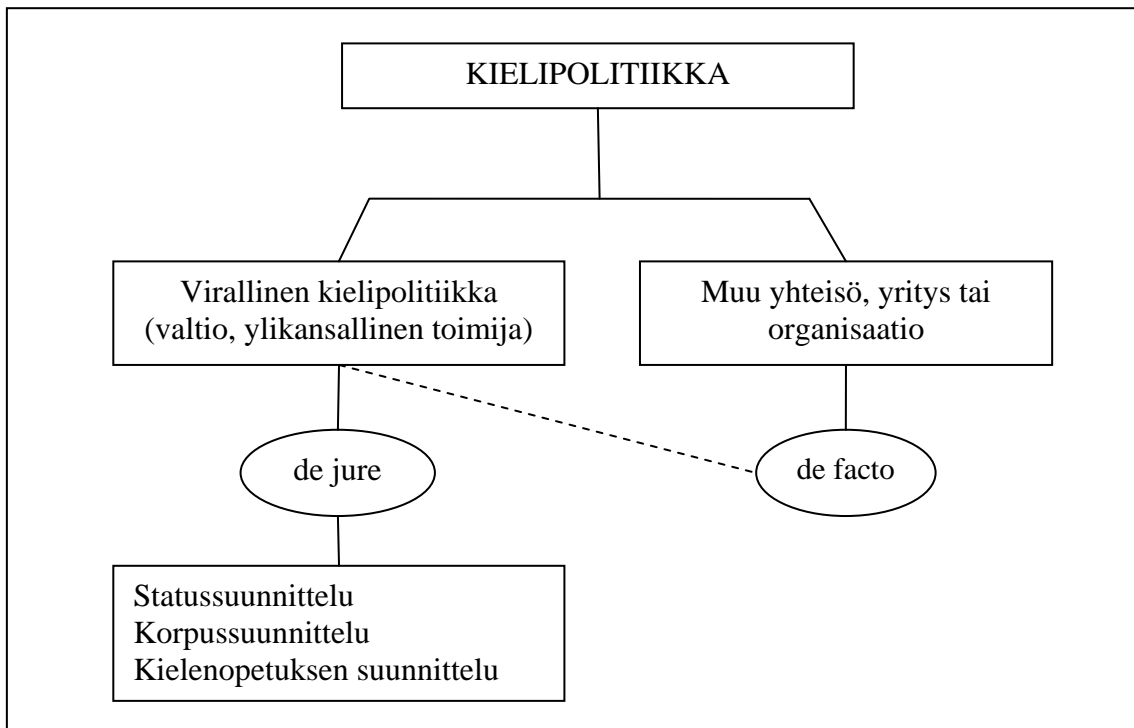 KIELIPOLITIIKKA
Virallinen kielipolitiikka
(valtio, ylikansallinen toimija)
Muu yhteisö, yritys tai
organisaatio
de jure
de facto
Statussuunnittelu
Korpussuunnittelu
Kielenopetuksen suunnittelu